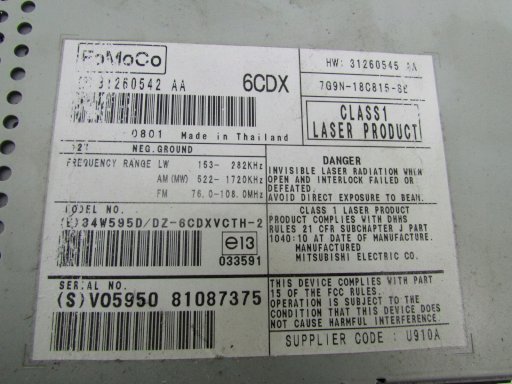 FoMoCo
31260542 AA
6CDX
HW: 31260545 AA
7G9N-18C815-
CLASS1
LASER PRODUCT
0801 Made in Thailand
12V NEG.GROUND
FREQUENCY RANGE LW 153- 282KHz
AM(MW) 522- 1720KHz
FM 76.0-108.0MHz
DANGER
INVISIBLE LASER RADIATION WHEN
OPEN AND INTERLOCK FAILED OR
DEFEATED.
AVOID DIRECT EXPOSURE TO BEAM.
MODEL NO.
34W595D/DZ-6CDXVCTH-2
e13
033591
CLASS 1 LASER PRODUCT
PRODUCT COMPLIES WITH DHHS
RULES 21 CFR SUBCHAPTER J PART
1040:10 AT DATE OF MANUFACTURE.
MANUFACTURED
MITSUBISHI ELECTRIC CO.
SERIAL NO.
(S)V05950 81087375
THIS DEVICE COMPLIES WITH PART
15 OF THE FCC RULES.
OPERATION IS SUBJECT TO THE
CONDITION THAT THIS DEVICE DOES
NOT CAUSE HARMFUL INTERFERENCE.
SUPPLIER CODE : U910A